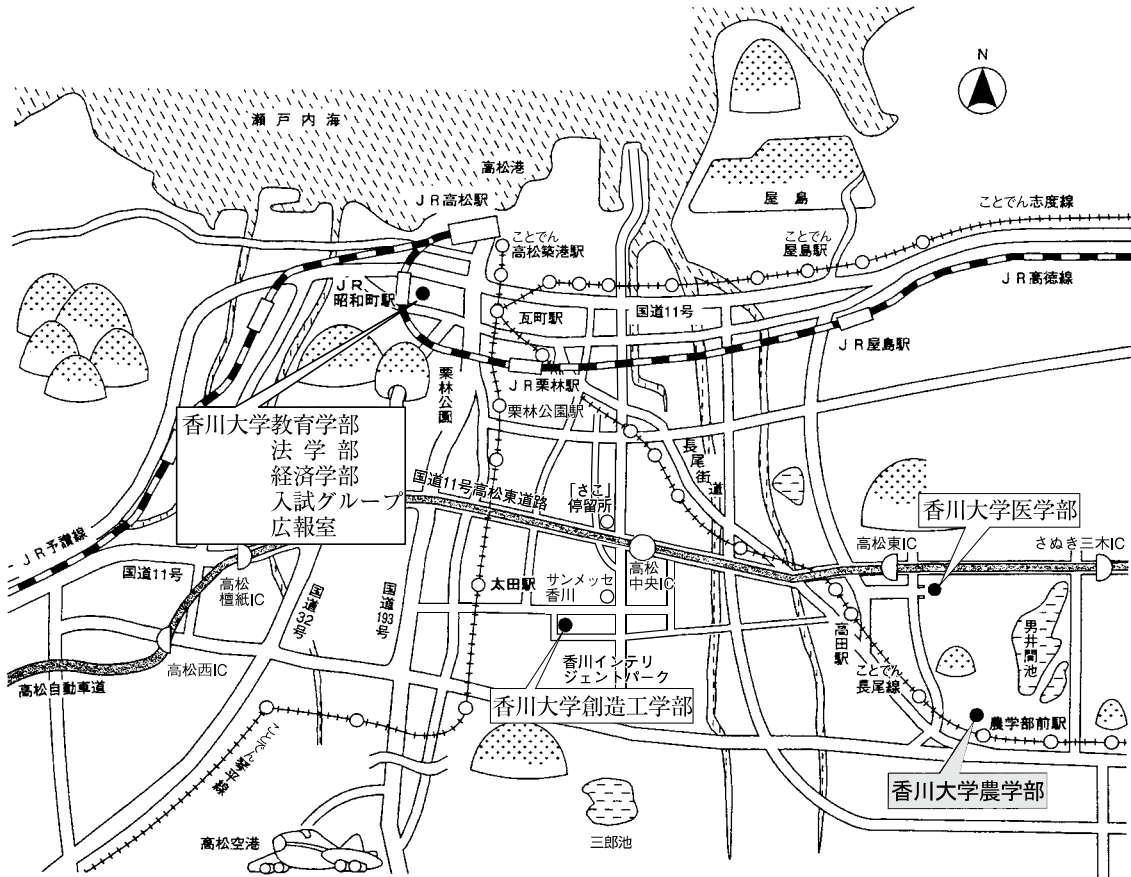 N
瀬戸内海
高松港
JR高松駅
屋島
ことでん志度線
ことでん
高松築港駅
ことでん
屋島駅
JR高徳線
JR
昭和町駅
瓦町駅
国道11号
JR屋島駅
JR栗林駅
栗林公園
栗林公園駅
香川大学教育学部
法学部
経済学部
入試グループ
広報室
長尾街道
国道11号高松東道路
「さこ」
停留所
香川大学医学部
高松東IC
さぬき三木IC
JR予讃線
国道11号
高松
檀紙IC
国道32号
国道193号
太田駅
サンメッセ
香川
高松
中央IC
高田駅
男井間池
高松西IC
高松自動車道
香川インテリ
ジェントパーク
ことでん
長尾線
香川大学創造工学部
農学部前駅
ことでん琴平線
香川大学農学部
高松空港
三郎池